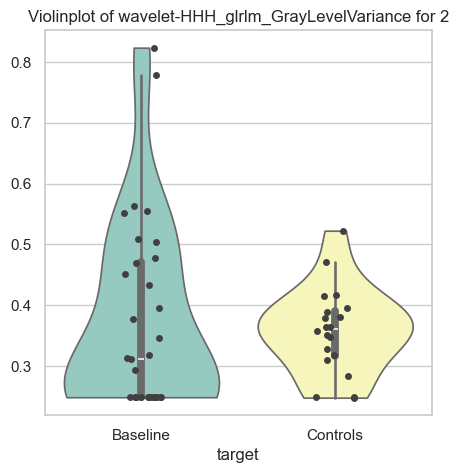 Violinplot of wavelet-HHH_glrlm_GrayLevelVariance for 2
0.8
0.7
0.6
0.5
0.4
0.3
Baseline
Controls
target